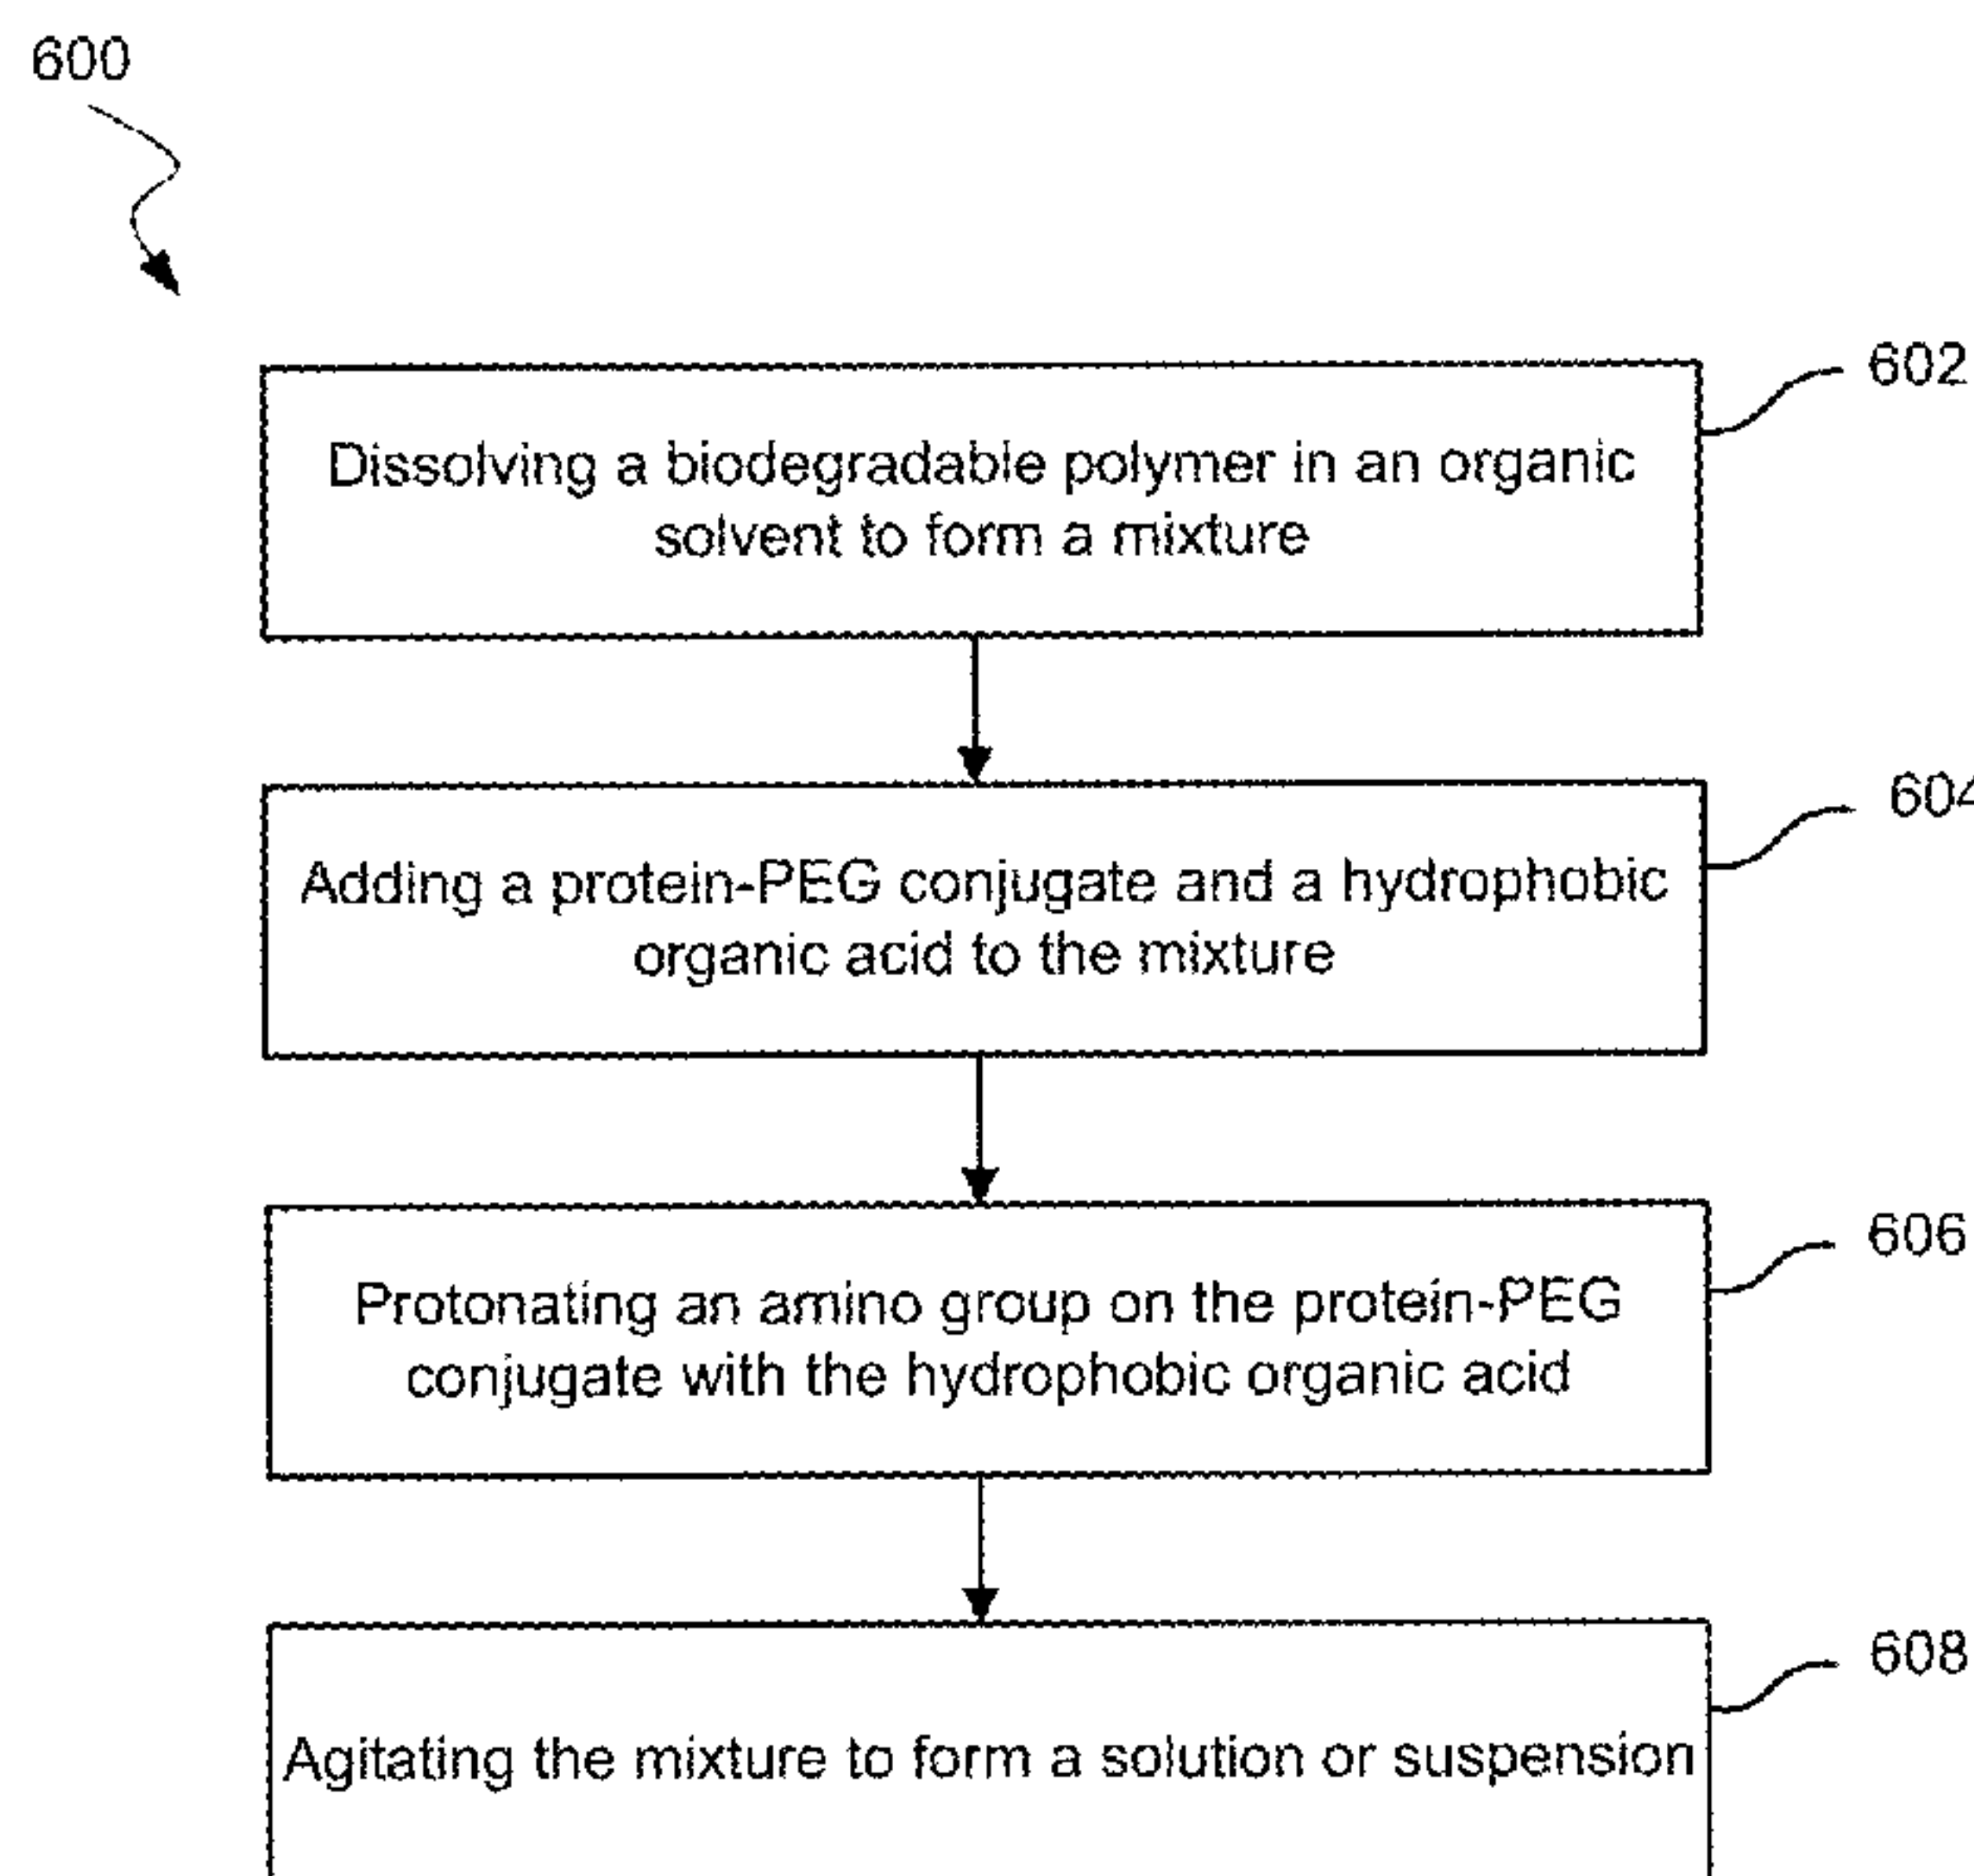 600
602
Dissolving a biodegradable polymer in an organic
solvent to form a mixture
604
Adding a protein-PEG conjugate and a hydrophobic
organic acid to the mixture
606
Protonating an amino group on the protein-PEG
conjugate with the hydrophobic organic acid
608
Agitating the mixture to form a solution or suspension